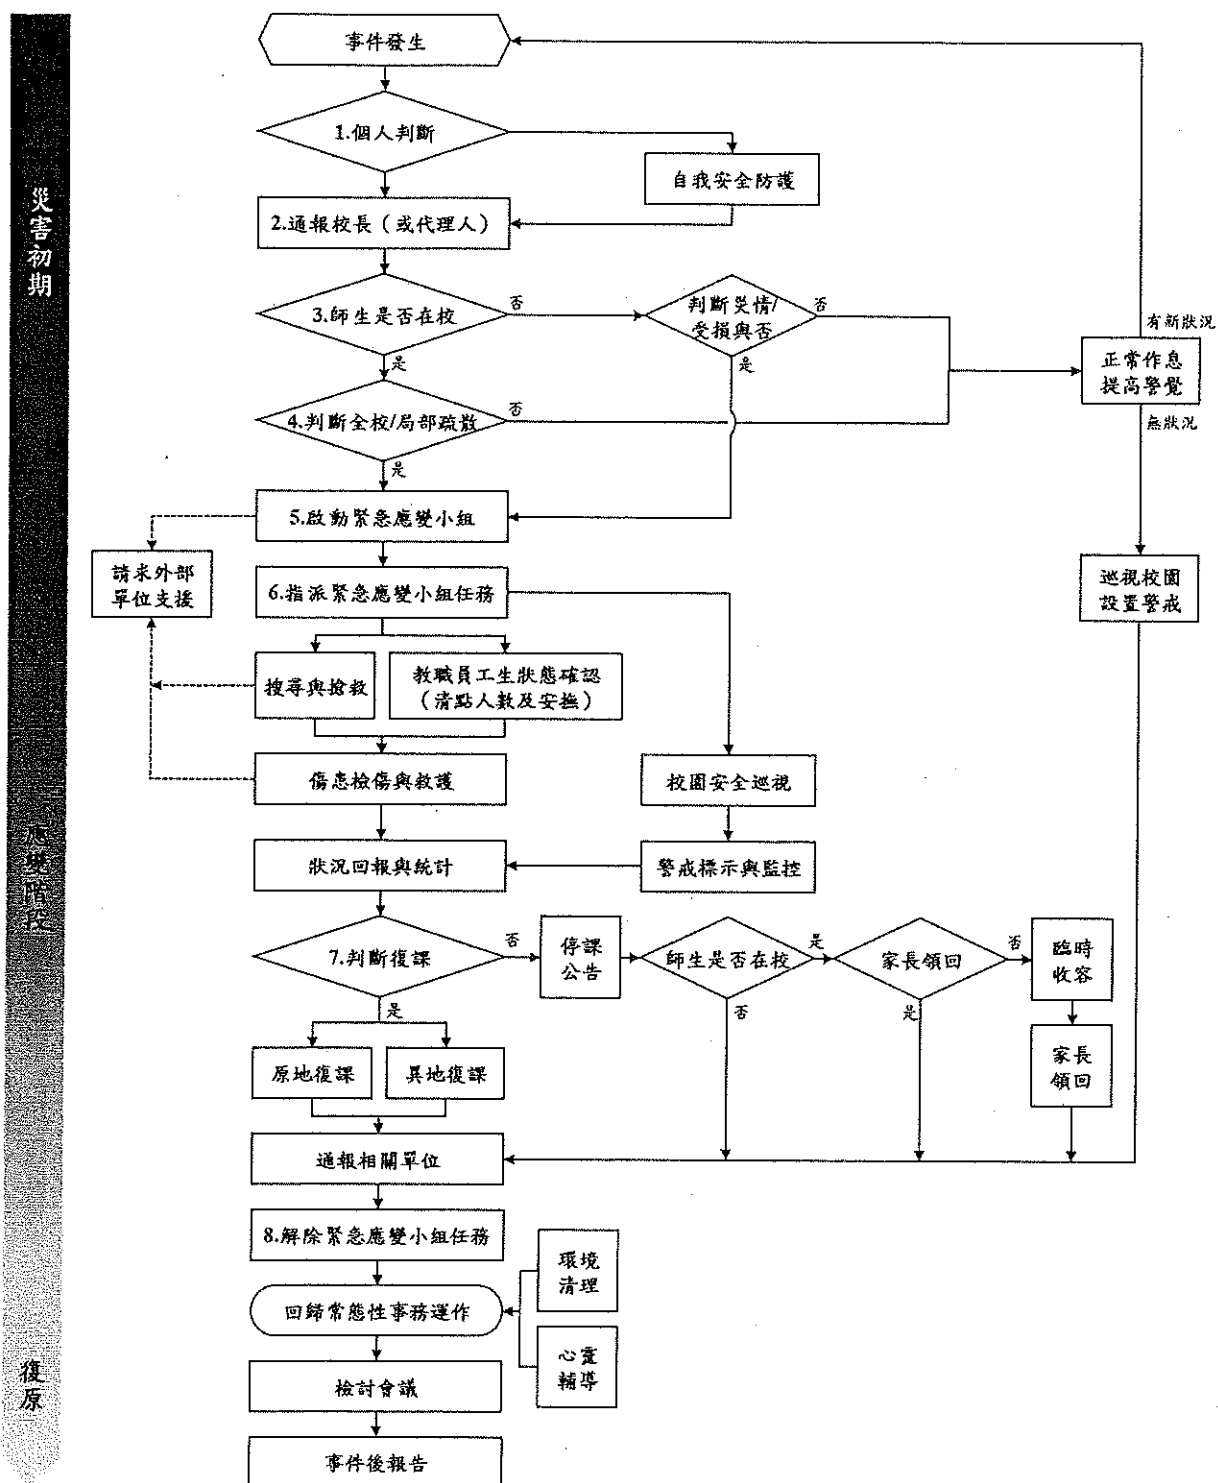 災害初期
應變階段
復原
事件發生
1.個人判斷
自我安全防護
2.通報校長（或代理人）
3.師生是否在校
否
是
判斷災情/
受損與否
否
是
有新狀況
正常作息
提高警覺
無狀況
4.判斷全校/局部疏散
否
是
5.啟動緊急應變小組
請求外部
單位支援
6.指派緊急應變小組任務
巡視校園
設置警戒
搜尋與搶救
教職員工生狀態確認
（清點人數及安撫）
傷患檢傷與救護
校園安全巡視
狀況回報與統計
警戒標示與監控
7.判斷復課
否
是
停課
公告
師生是否在校
是
否
家長領回
否
是
臨時
收容
家長
領回
原地復課
異地復課
通報相關單位
8.解除緊急應變小組任務
環境
清理
回歸常態性事務運作
心靈
輔導
檢討會議
事件後報告